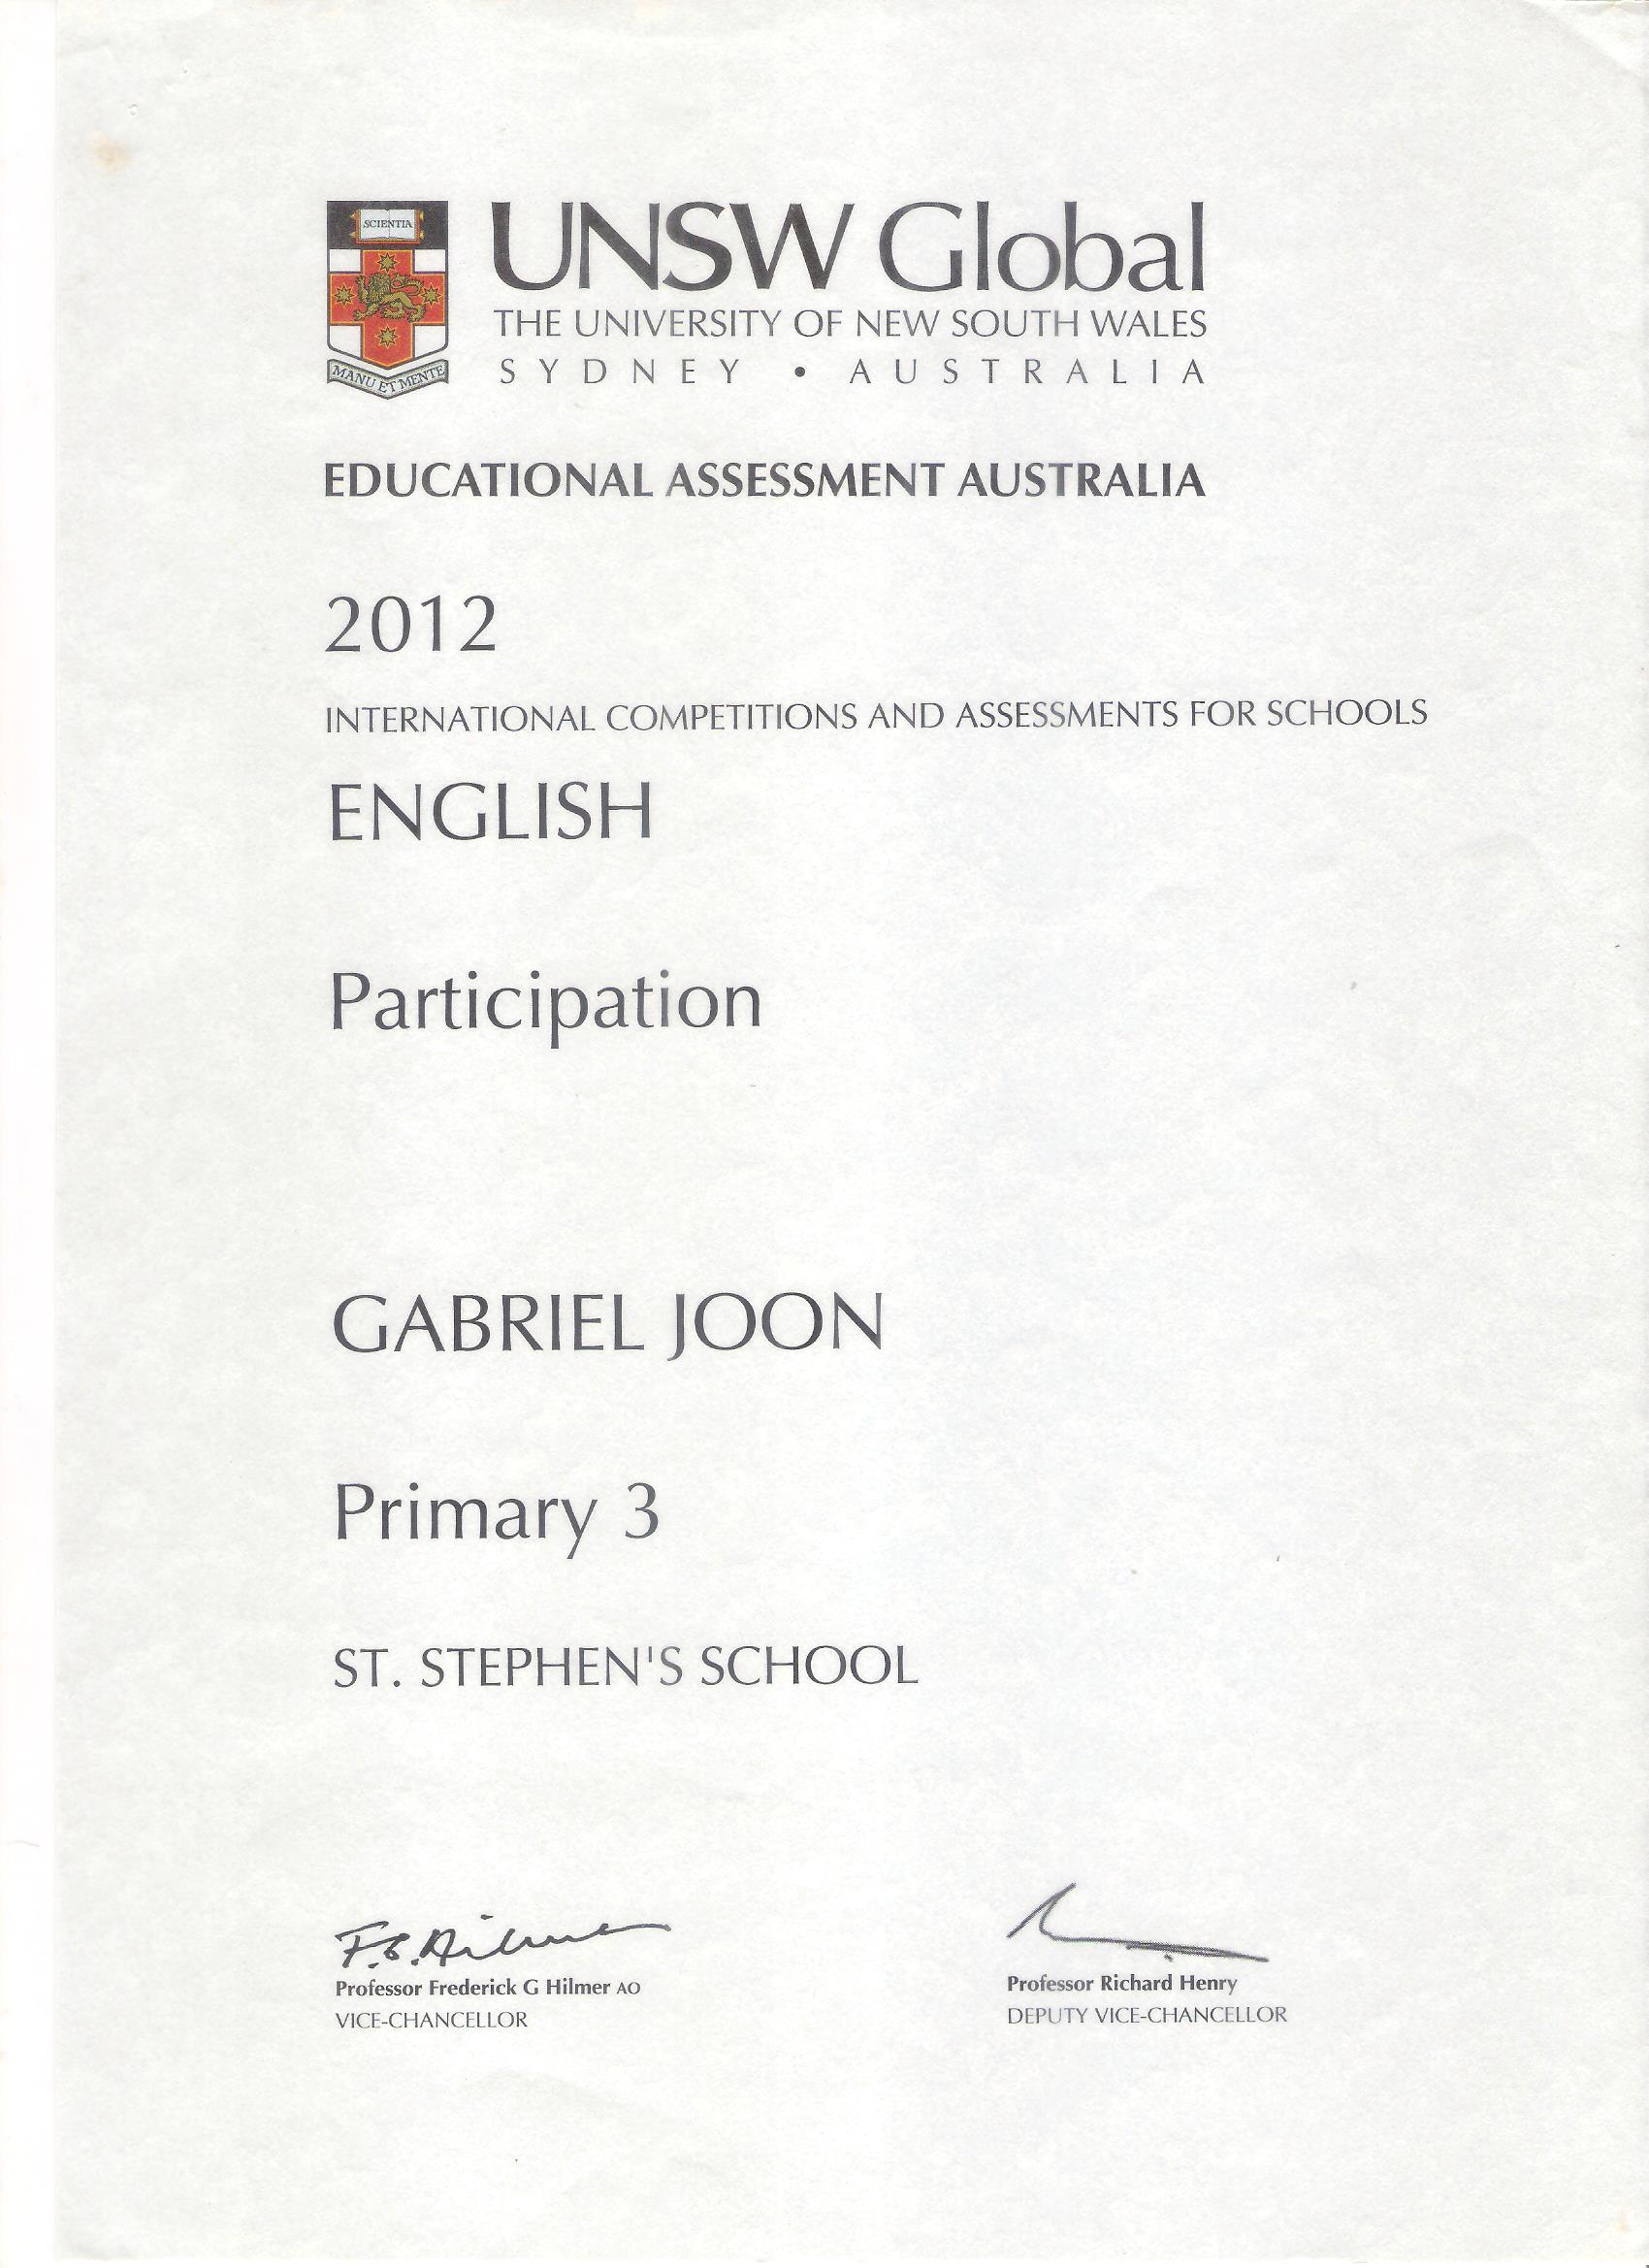 SCIENTIA
MANU ET MENTE
UNSW Global
THE UNIVERSITY OF NEW SOUTH WALES
SYDNEY • AUSTRALIA
EDUCATIONAL ASSESSMENT AUSTRALIA
2012
INTERNATIONAL COMPETITIONS AND ASSESSMENTS FOR SCHOOLS
ENGLISH
Participation
GABRIEL JOON
Primary 3
ST. STEPHEN'S SCHOOL
F.G. Hilmer
Professor Frederick G Hilmer AO
VICE-CHANCELLOR
Professor Richard Henry
DEPUTY VICE-CHANCELLOR